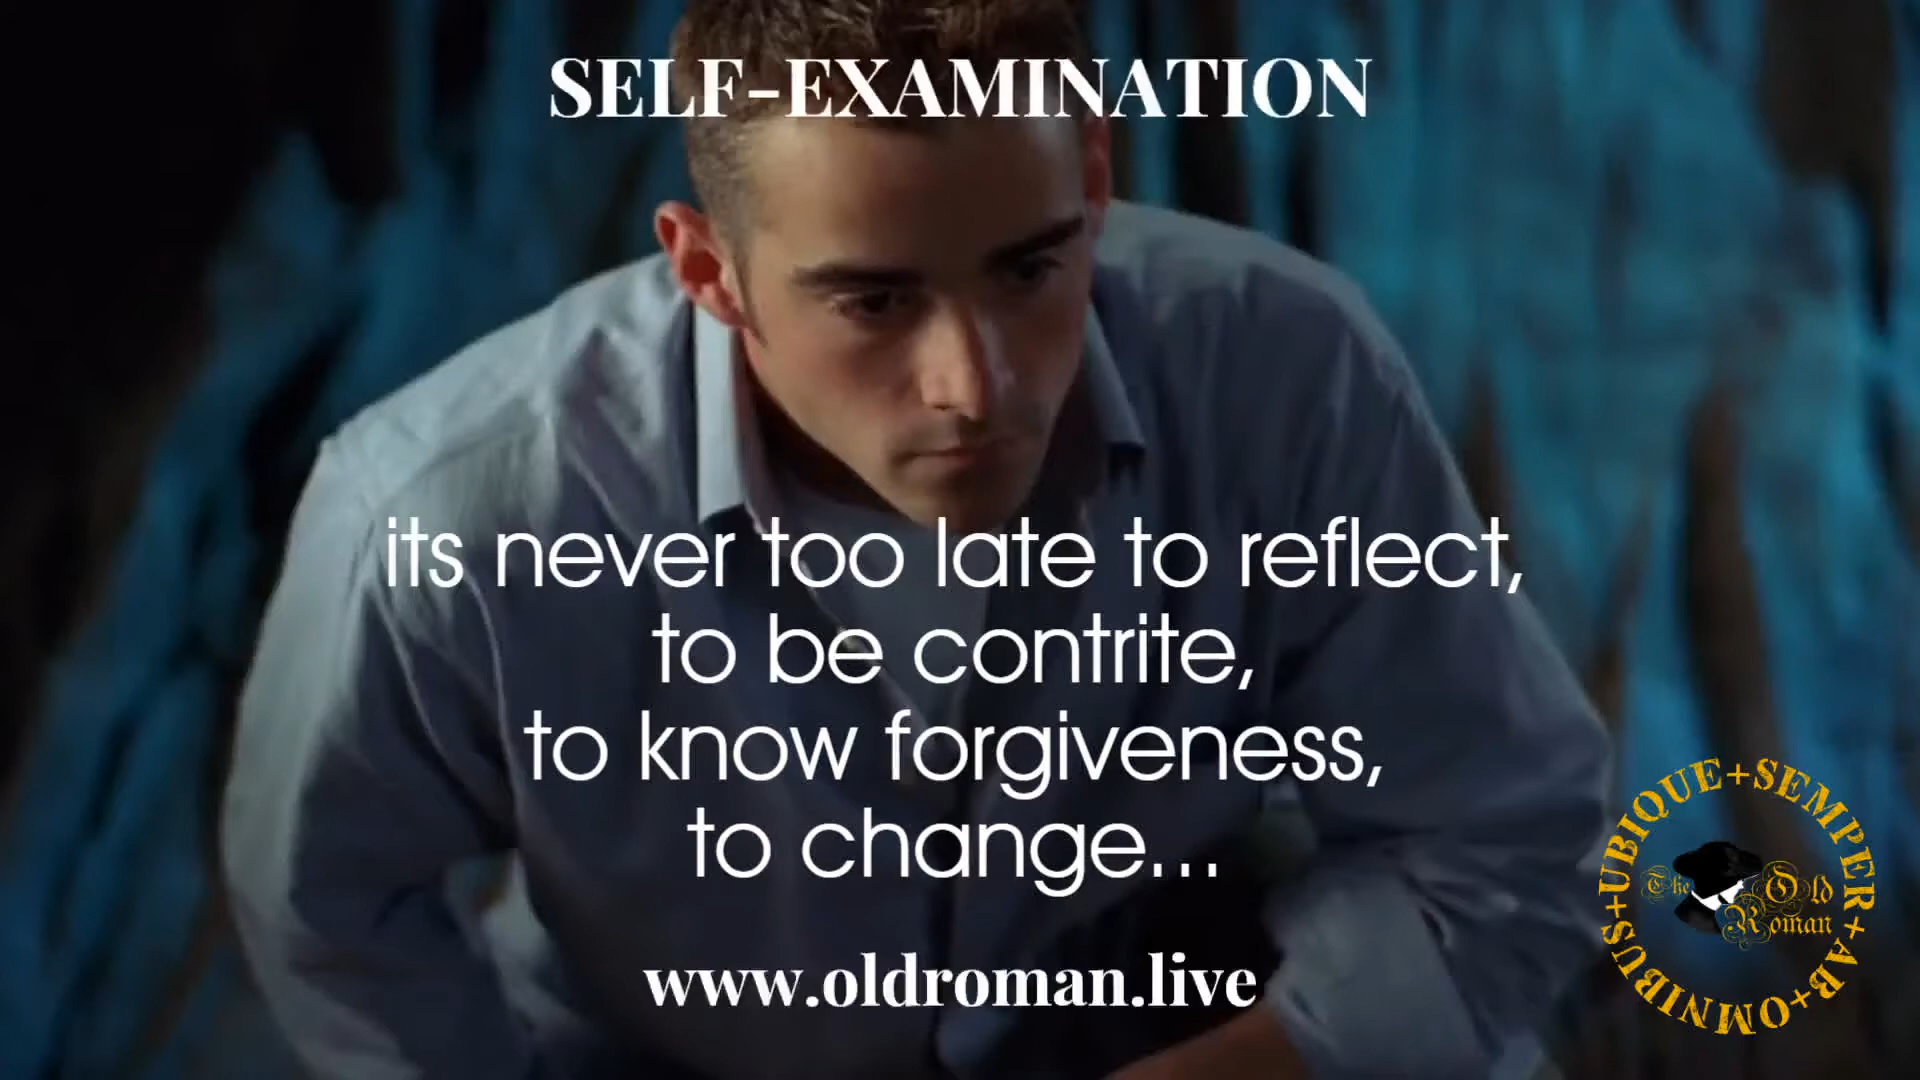 SELF-EXAMINATION
its never too late to reflect,
to be contrite,
to know forgiveness,
to change...
www.oldroman.live
UBIQUE+SEMPER+AB+OMNIBUS+
The Old
Roman